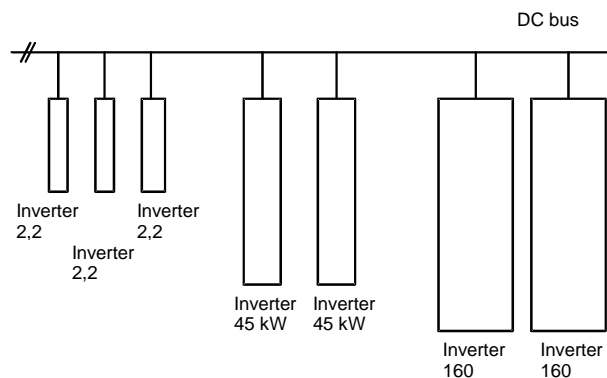 DC bus
Inverter
2,2
Inverter
2,2
Inverter
2,2
Inverter
45 kW
Inverter
45 kW
Inverter
160
Inverter
160